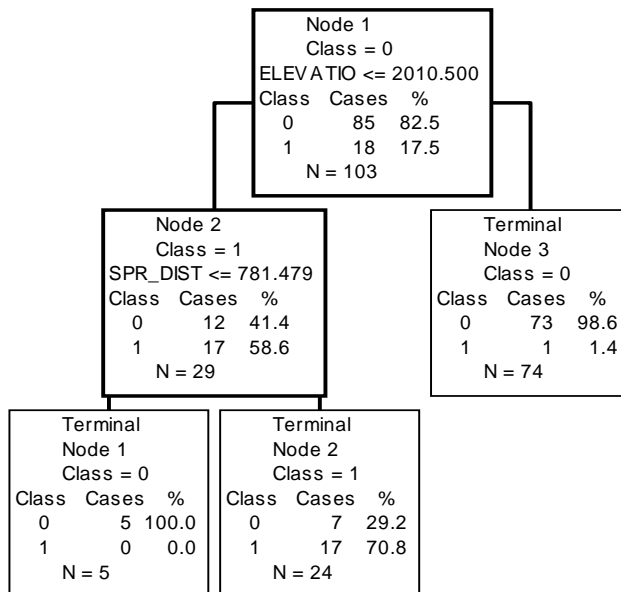 Node 1
Class = 0
ELEVATIO <= 2010.500
Class Cases %
0 85 82.5
1 18 17.5
N = 103
Node 2
Class = 1
SPR_DIST <= 781.479
Class Cases %
0 12 41.4
1 17 58.6
N = 29
Terminal
Node 3
Class = 0
Class Cases %
0 73 98.6
1 1 1.4
N = 74
Terminal
Node 1
Class = 0
Class Cases %
0 5 100.0
1 0 0.0
N = 5
Terminal
Node 2
Class = 1
Class Cases %
0 7 29.2
1 17 70.8
N = 24